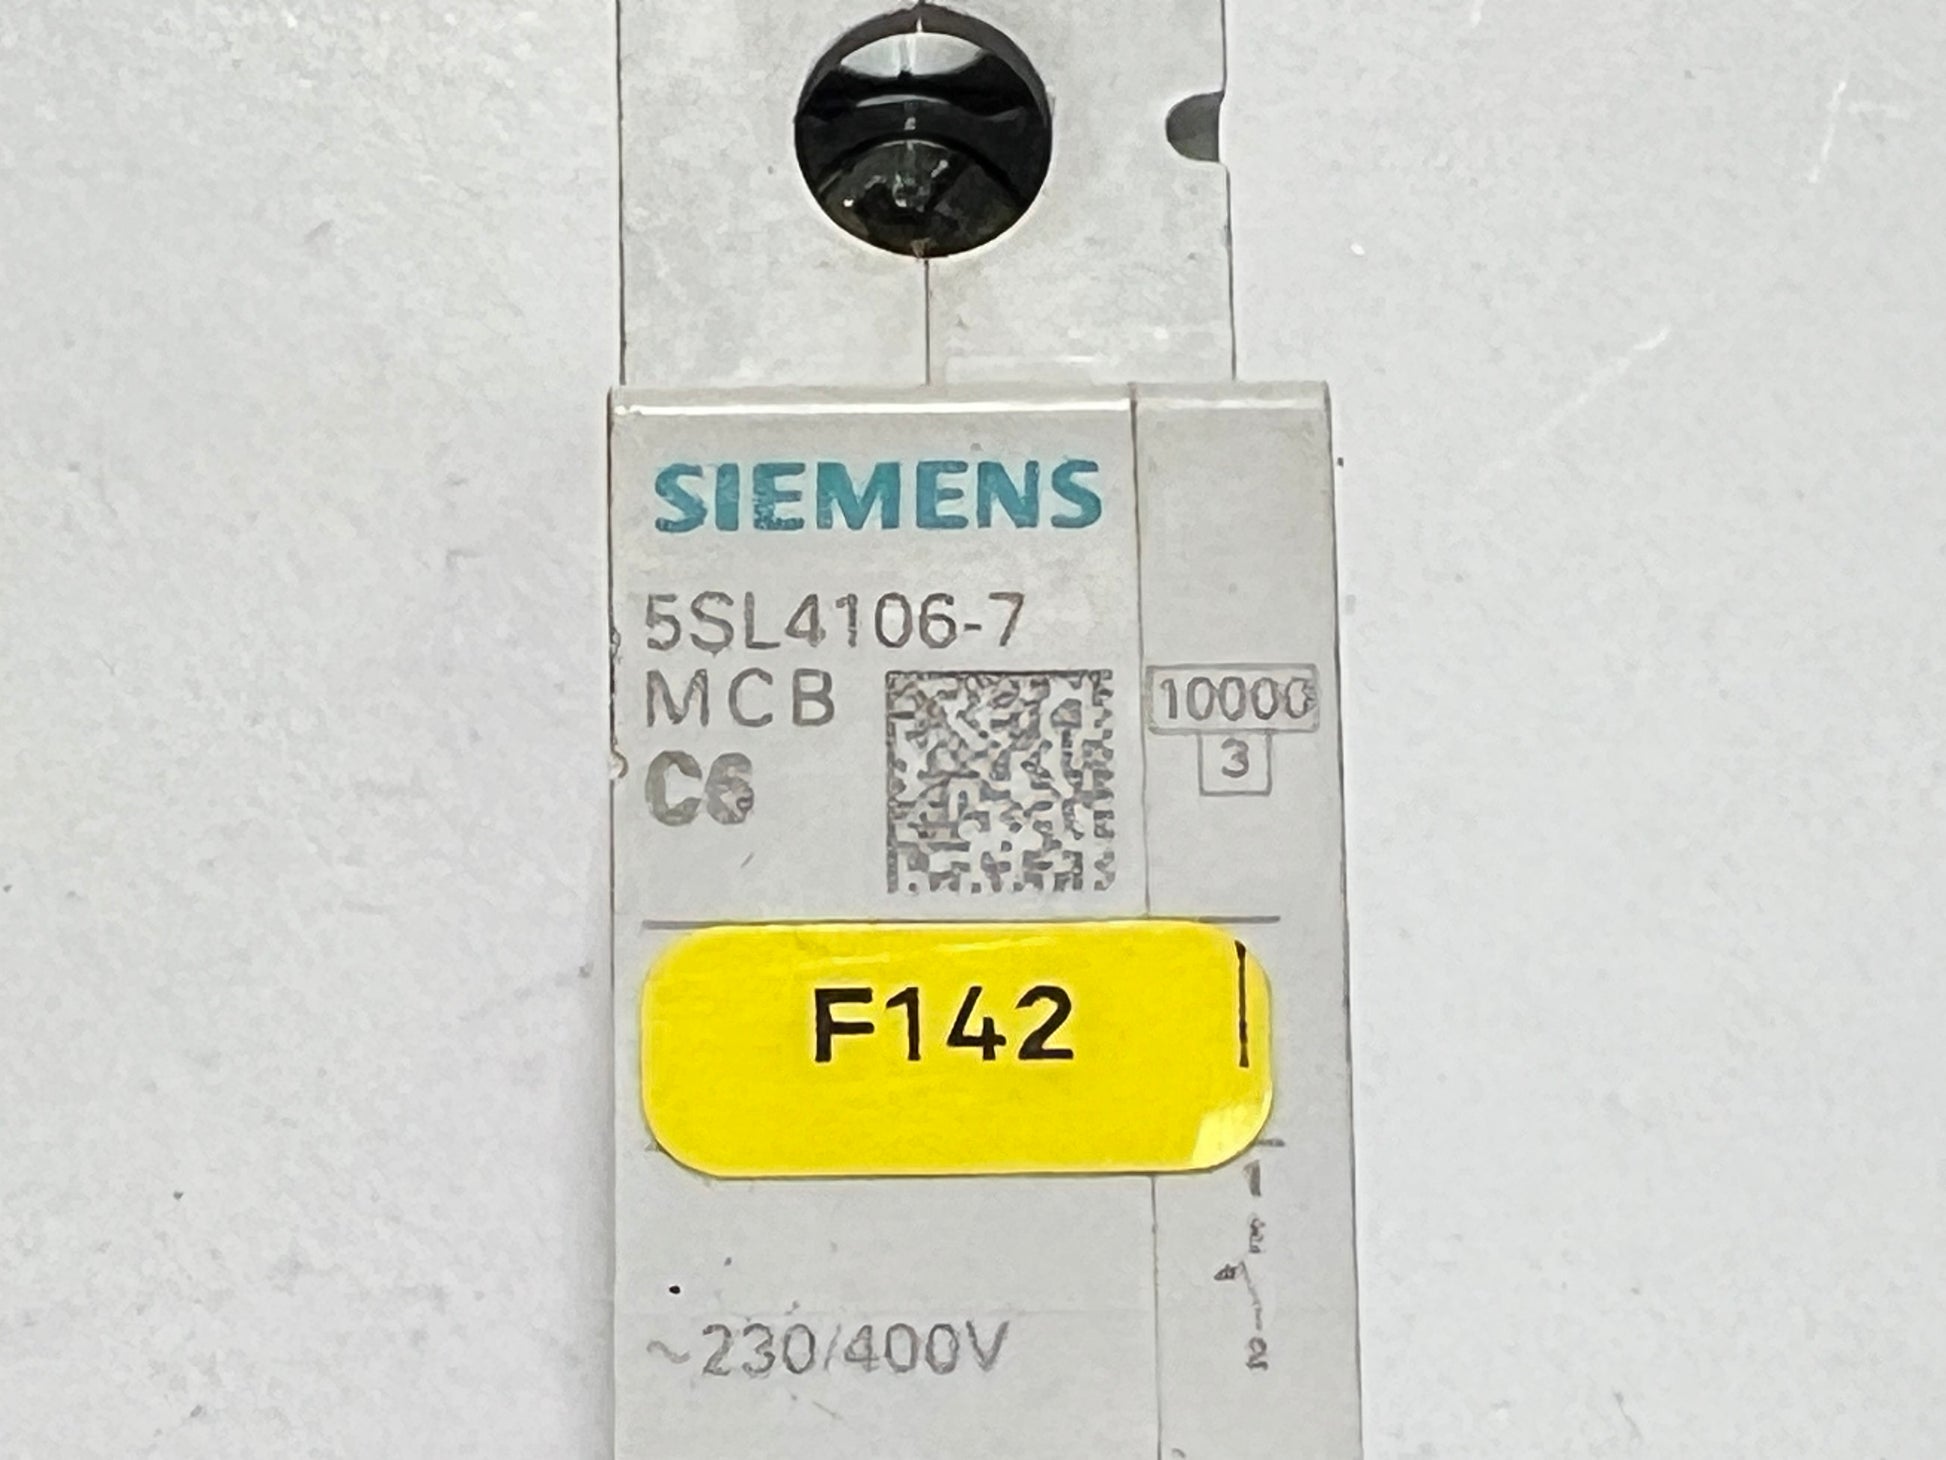 SIEMENS
5SL4106-7
MCB
C6
10000
3
F142
1
2
~230/400V